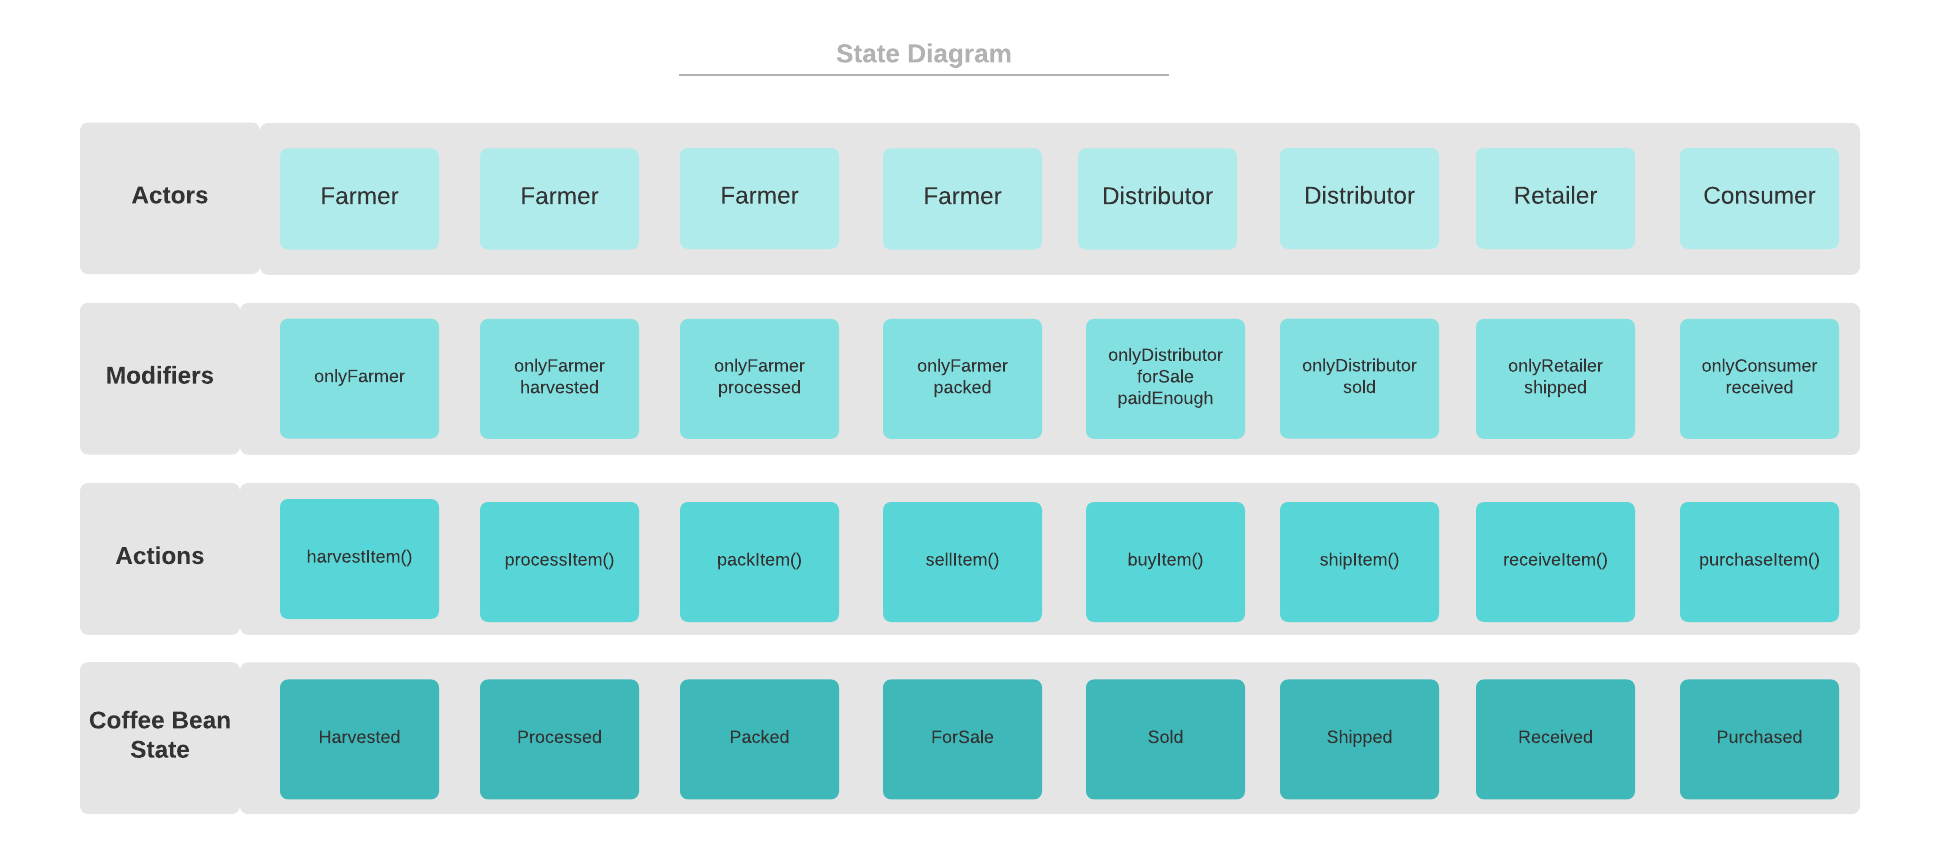 State Diagram
Actors
Farmer
Farmer
Farmer
Farmer
Distributor
Distributor
Retailer
Consumer
Modifiers
onlyFarmer
onlyFarmer
harvested
onlyFarmer
processed
onlyFarmer
packed
onlyDistributor
forSale
paidEnough
onlyDistributor
sold
onlyRetailer
shipped
onlyConsumer
received
Actions
harvestItem()
processItem()
packItem()
sellItem()
buyItem()
shipItem()
receiveItem()
purchaseItem()
Coffee Bean
State
Harvested
Processed
Packed
ForSale
Sold
Shipped
Received
Purchased